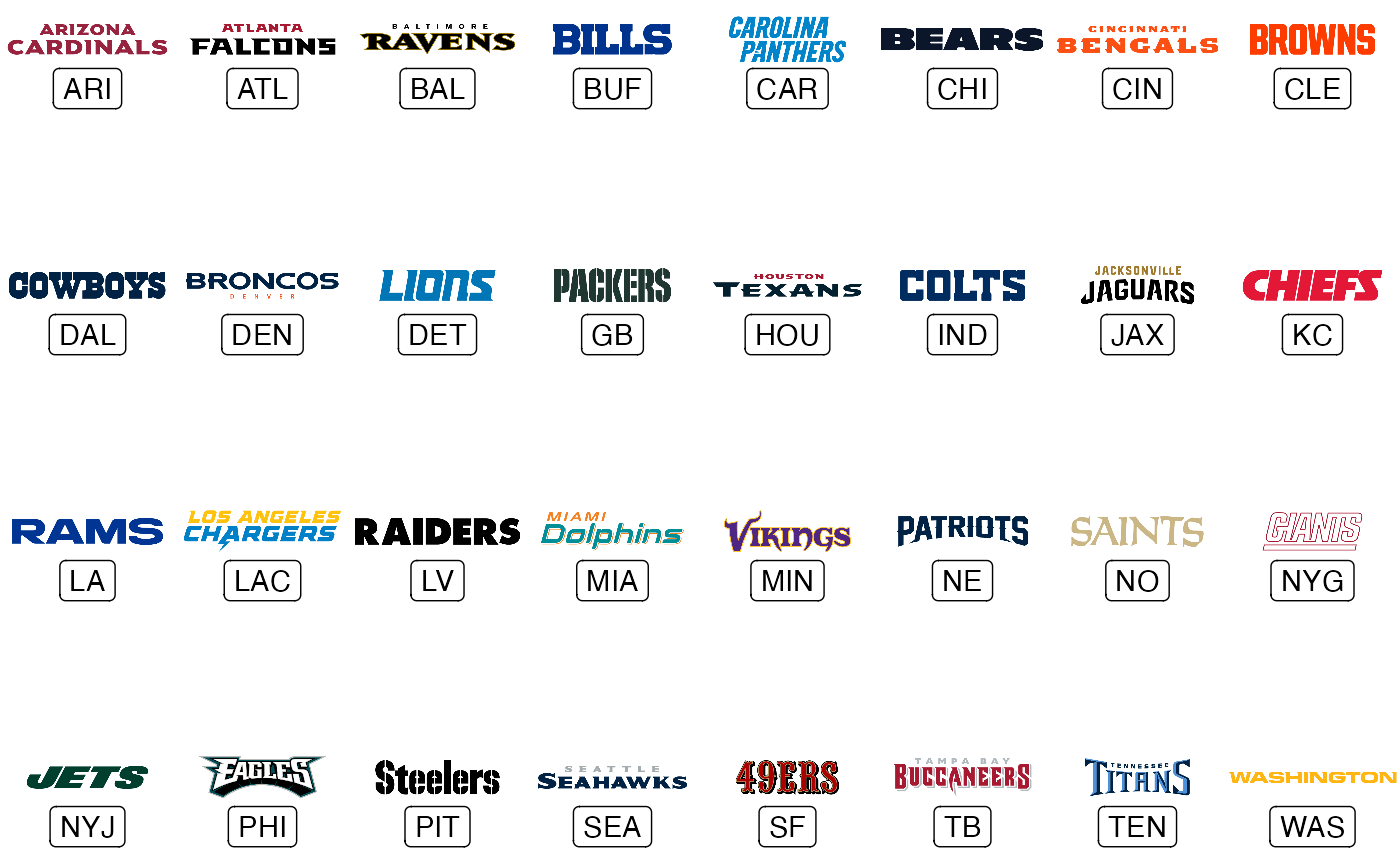 ARIZONA
CARDINALS
ARI
ATLANTA
FALCONS
ATL
BALTIMORE
RAVENS
BAL
BILLS
BUF
CAROLINA
PANTHERS
CAR
BEARS
CHI
CINCINNATI
BENGALS
CIN
BROWNS
CLE
COWBOYS
DAL
BRONCOS
DENVER
DEN
LIONS
DET
PACKERS
GB
HOUSTON
TEXANS
HOU
COLTS
IND
JACKSONVILLE
JAGUARS
JAX
CHIEFS
KC
RAMS
LA
LOS ANGELES
CHARGERS
LAC
RAIDERS
LV
MIAMI
Dolphins
MIA
VIKINGS
MIN
PATRIOTS
NE
SAINTS
NO
GIANTS
NYG
JETS
NYJ
EAGLES
PHI
Steelers
PIT
SEATTLE
SEAHAWKS
SEA
49ERS
SF
TAMPA BAY
BUCCANEERS
TB
TENNESSEE
TITANS
TEN
WASHINGTON
WAS